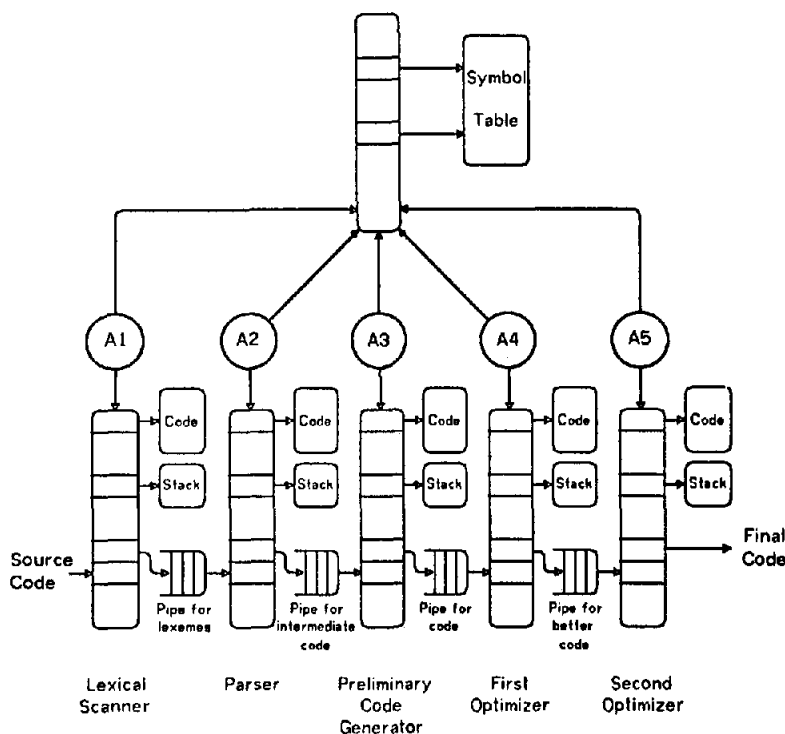 Symbol
Table
A1
A2
A3
A4
A5
Code
Code
Code
Code
Code
Stack
Stack
Stack
Stack
Stack
Source
Code
Final
Code
Pipe for
lexemes
Pipe for
intermediate
code
Pipe for
code
Pipe for
better
code
Lexical
Scanner
Parser
Preliminary
Code
Generator
First
Optimizer
Second
Optimizer